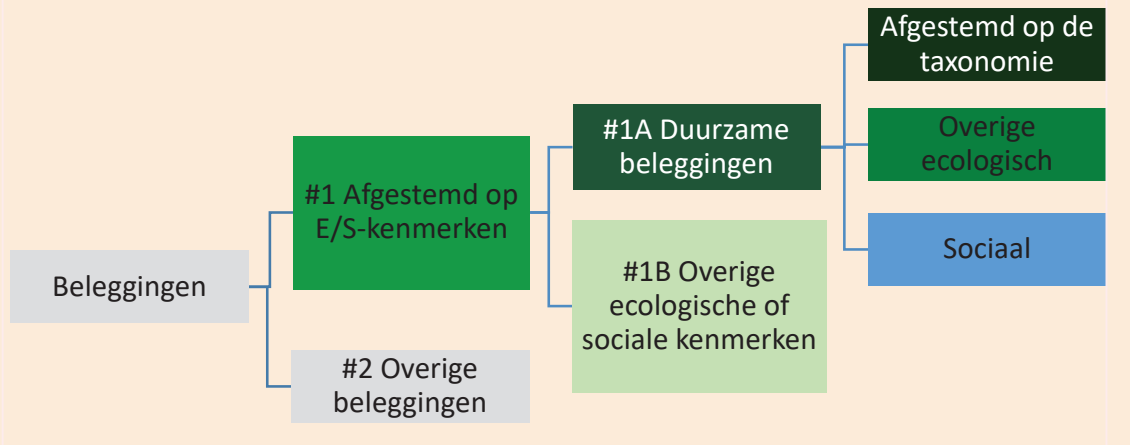 Beleggingen
#1 Afgestemd op
E/S-kenmerken
#2 Overige
beleggingen
#1A Duurzame
beleggingen
#1B Overige
ecologische of
sociale kenmerken
Afgestemd op de
taxonomie
Overige
ecologisch
Sociaal